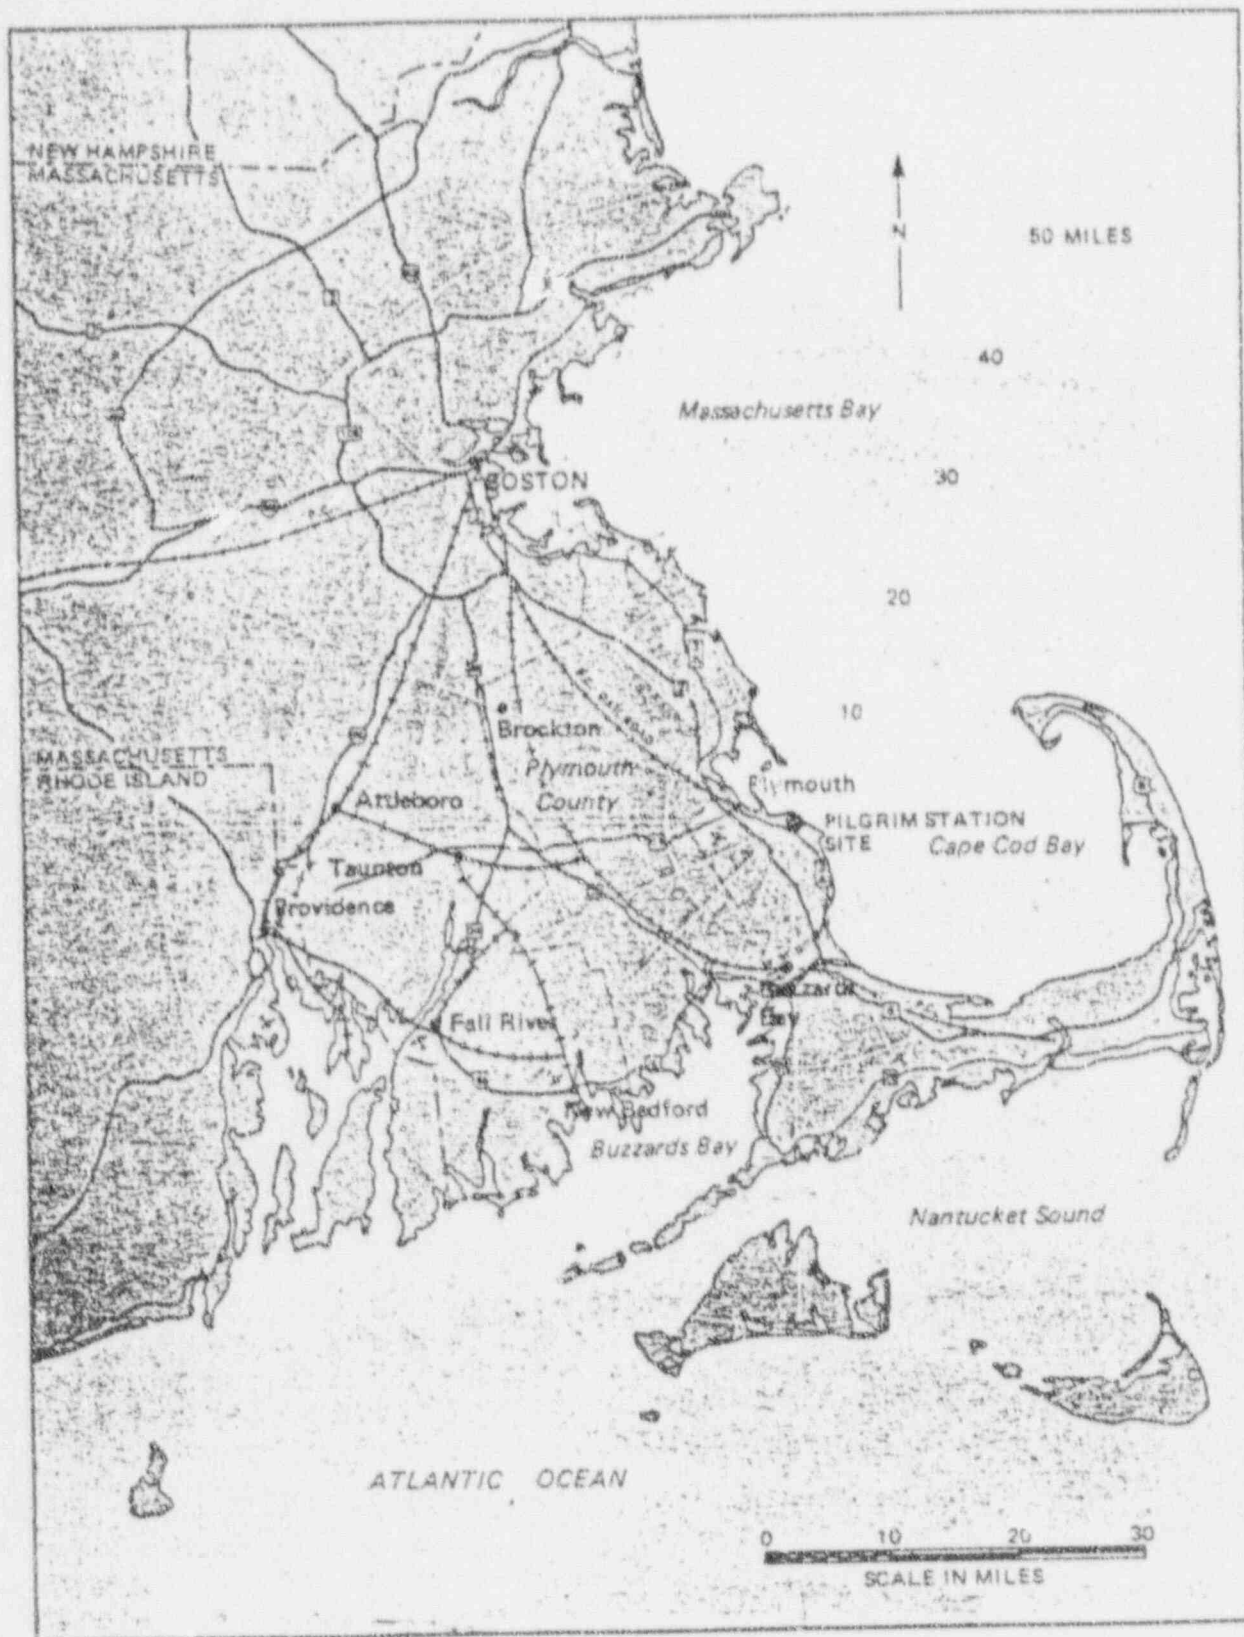 NEW HAMPSHIRE
MASSACHUSETTS
N
50 MILES
40
Massachusetts Bay
30
BOSTON
20
10
Brockton
MASSACHUSETTS
RHODE ISLAND
Plymouth
County
Plymouth
Attleboro
PILGRIM STATION
SITE
Cape Cod Bay
Taunton
Providence
Buzzards
Bay
Fall River
New Bedford
Buzzards Bay
Nantucket Sound
ATLANTIC OCEAN
0 10 20 30
SCALE IN MILES